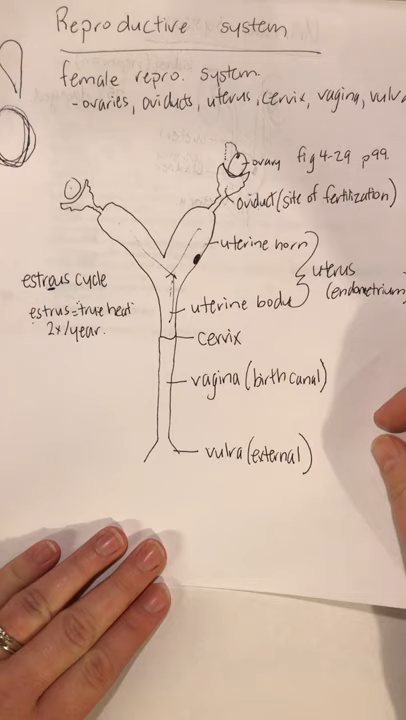 Reproductive system
female repro. system.
- ovaries, oviducts, uterus, cervix, vagina, vulva
ovary fig 4-29 p99.
oviduct (site of fertilization)
uterine horn
uterus
(endometrium)
estrous cycle
estrus = true heat
2x/year.
uterine body
cervix
vagina (birth canal)
vulva (external)